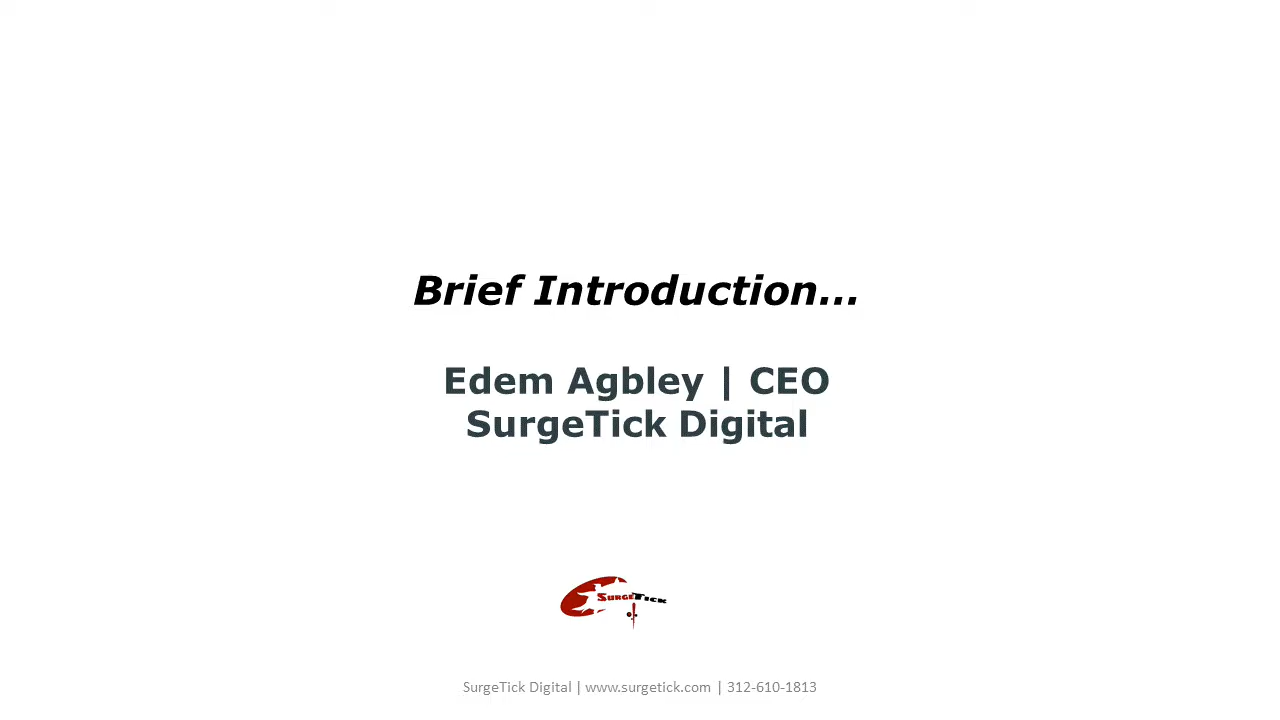 Brief Introduction...
Edem Agbley | CEO
SurgeTick Digital
SurgeTick
SurgeTick Digital | www.surgetick.com | 312-610-1813